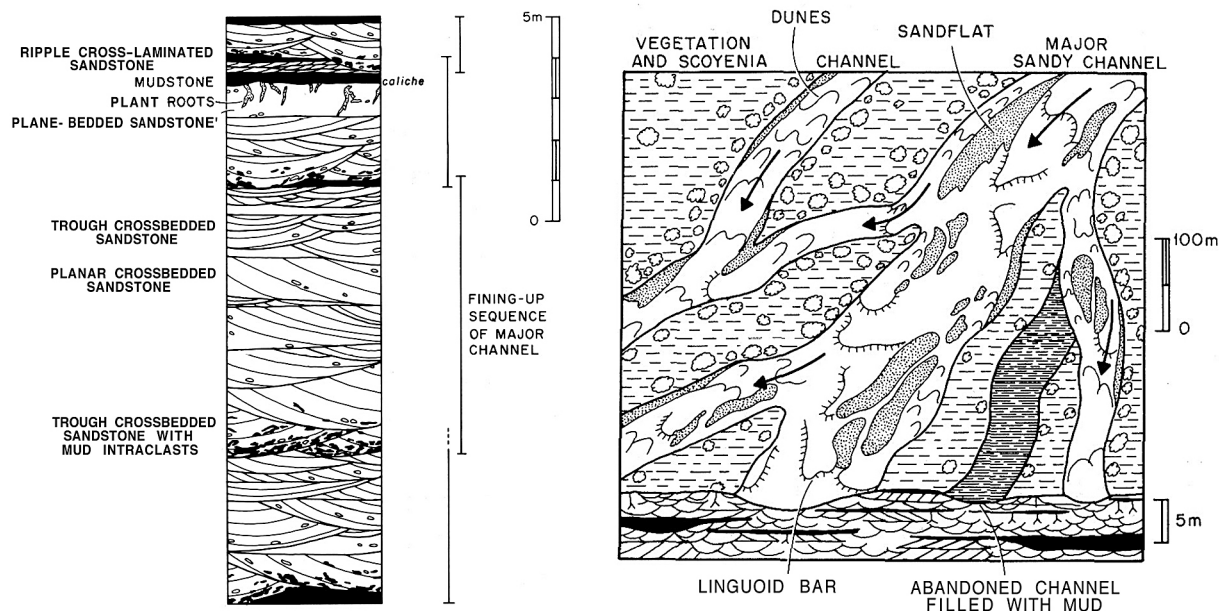 RIPPLE CROSS-LAMINATED
SANDSTONE
MUDSTONE
caliche
PLANT ROOTS
PLANE-BEDDED SANDSTONE'
TROUGH CROSSBEDDED
SANDSTONE
PLANAR CROSSBEDDED
SANDSTONE
TROUGH CROSSBEDDED
SANDSTONE WITH
MUD INTRACLASTS
FINING-UP
SEQUENCE
OF MAJOR
CHANNEL
5m
0
DUNES
SANDFLAT
VEGETATION
AND SCOYENIA
CHANNEL
MAJOR
SANDY CHANNEL
100m
0
5m
LINGUOID BAR
ABANDONED CHANNEL
FILLED WITH MUD